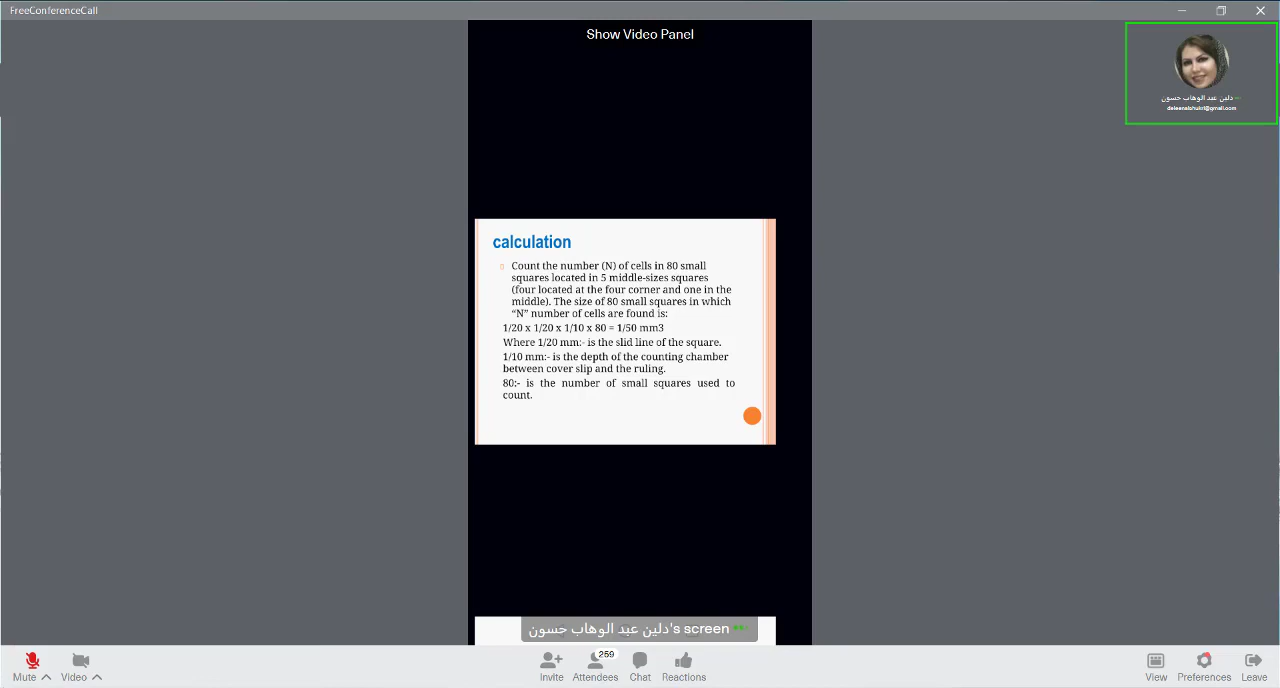 FreeConferenceCall
Show Video Panel
دلين عبد الوهاب حسون
calculation
Count the number (N) of cells in 80 small
squares located in 5 middle-sizes squares
(four located at the four corner and one in the
middle). The size of 80 small squares in which
“N” number of cells are found is:
1/20 x 1/20 x 1/10 x 80 = 1/50 mm3
Where 1/20 mm:- is the slid line of the square.
1/10 mm:- is the depth of the counting chamber
between cover slip and the ruling.
80:- is the number of small squares used to
count.
دلين عبد الوهاب حسون's screen
259
Mute Video Invite Attendees Chat Reactions View Preferences Leave